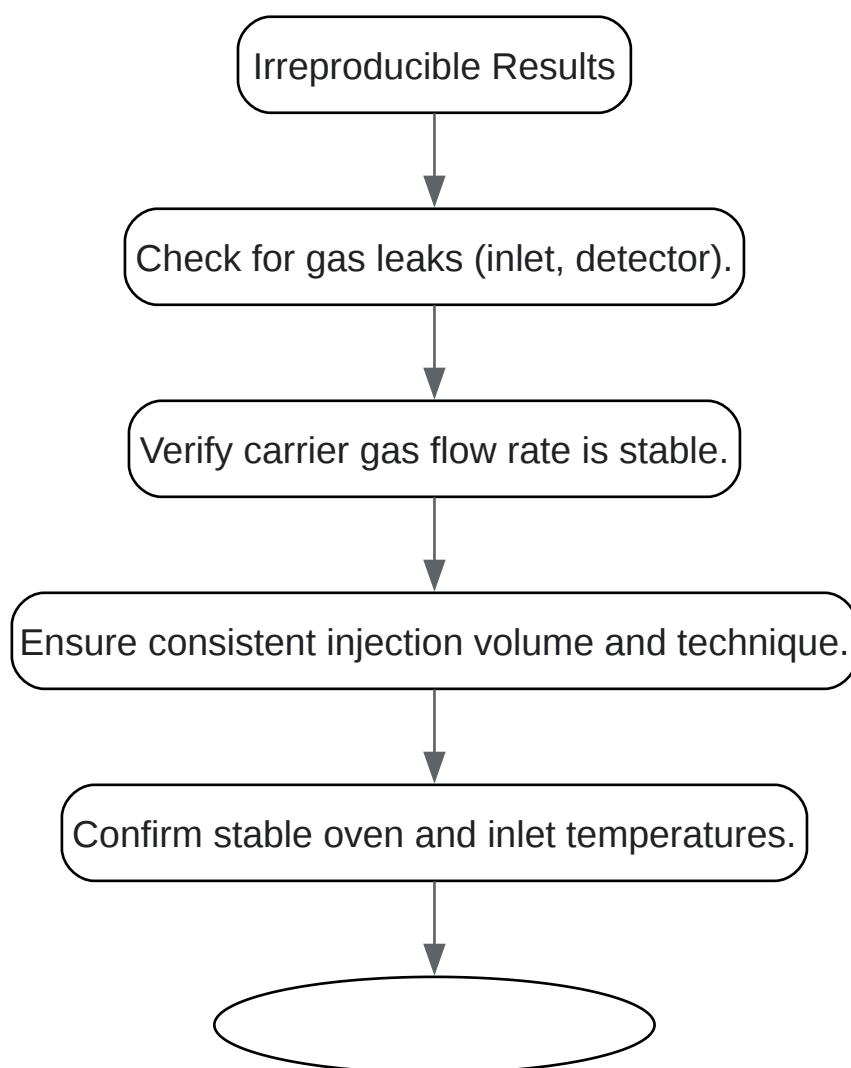 Irreproducible Results
Check for gas leaks (inlet, detector).
Verify carrier gas flow rate is stable.
Ensure consistent injection volume and technique.
Confirm stable oven and inlet temperatures.